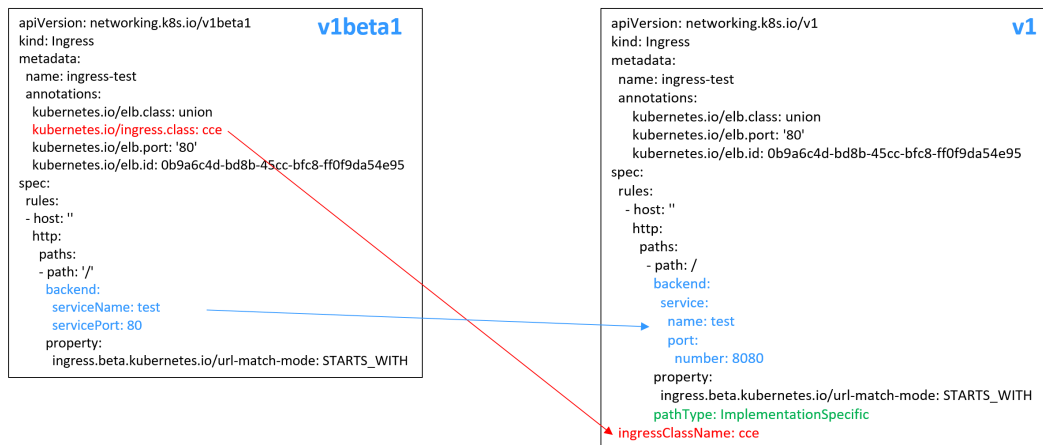 v1beta1
apiVersion: networking.k8s.io/v1beta1
kind: Ingress
metadata:
name: ingress-test
annotations:
kubernetes.io/elb.class: union
kubernetes.io/ingress.class: cce
kubernetes.io/elb.port: '80'
kubernetes.io/elb.id: 0b9a6c4d-bd8b-45cc-bfc8-ff0f9da54e95
spec:
rules:
- host: ''
http:
paths:
- path: '/'
backend:
serviceName: test
servicePort: 80
property:
ingress.beta.kubernetes.io/url-match-mode: STARTS_WITH
v1
apiVersion: networking.k8s.io/v1
kind: Ingress
metadata:
name: ingress-test
annotations:
kubernetes.io/elb.class: union
kubernetes.io/elb.port: '80'
kubernetes.io/elb.id: 0b9a6c4d-bd8b-45cc-bfc8-ff0f9da54e95
spec:
rules:
- host: ''
http:
paths:
- path: /
backend:
service:
name: test
port:
number: 8080
property:
ingress.beta.kubernetes.io/url-match-mode: STARTS_WITH
pathType: ImplementationSpecific
ingressClassName: cce